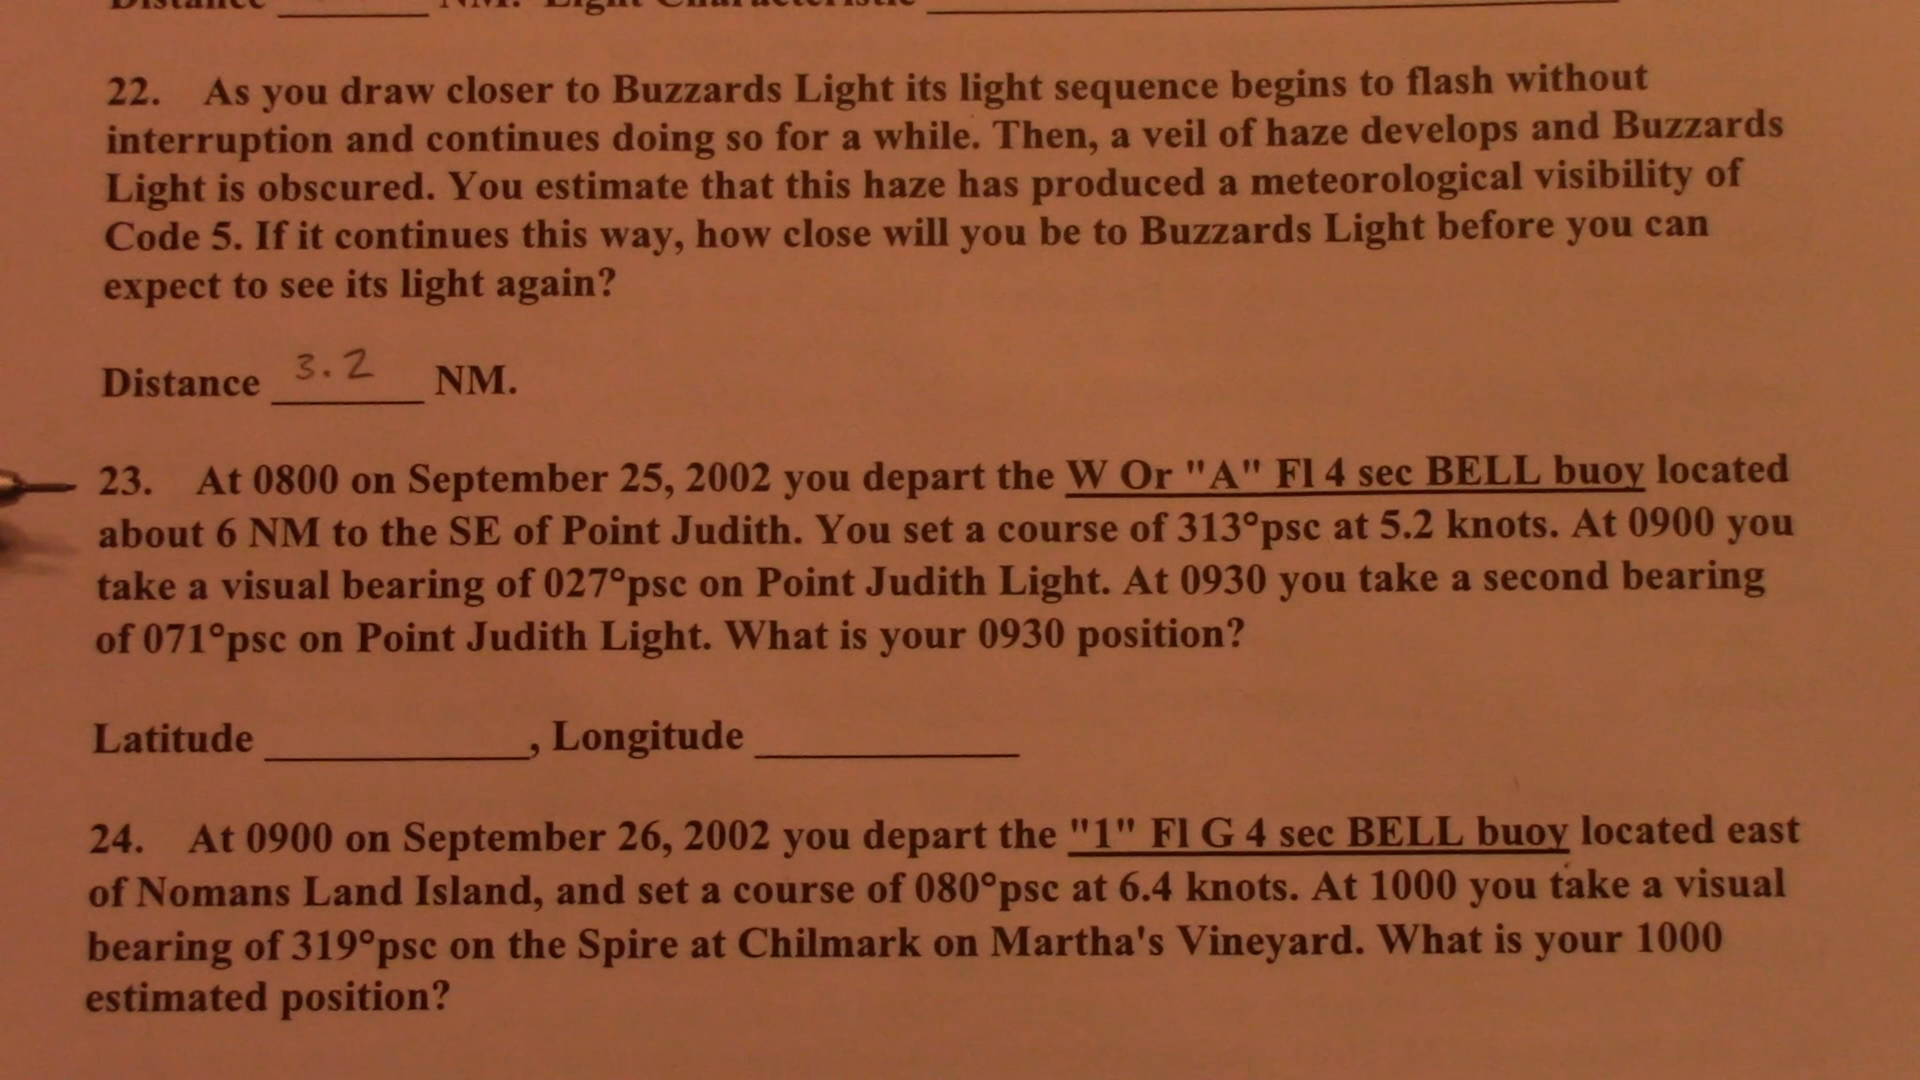 Distance ________ NM. Light Characteristic ________
22. As you draw closer to Buzzards Light its light sequence begins to flash without
interruption and continues doing so for a while. Then, a veil of haze develops and Buzzards
Light is obscured. You estimate that this haze has produced a meteorological visibility of
Code 5. If it continues this way, how close will you be to Buzzards Light before you can
expect to see its light again?
Distance 3.2 NM.
23. At 0800 on September 25, 2002 you depart the W Or "A" Fl 4 sec BELL buoy located
about 6 NM to the SE of Point Judith. You set a course of 313°psc at 5.2 knots. At 0900 you
take a visual bearing of 027°psc on Point Judith Light. At 0930 you take a second bearing
of 071°psc on Point Judith Light. What is your 0930 position?
Latitude ________, Longitude ________
24. At 0900 on September 26, 2002 you depart the "1" Fl G 4 sec BELL buoy located east
of Nomans Land Island, and set a course of 080°psc at 6.4 knots. At 1000 you take a visual
bearing of 319°psc on the Spire at Chilmark on Martha's Vineyard. What is your 1000
estimated position?